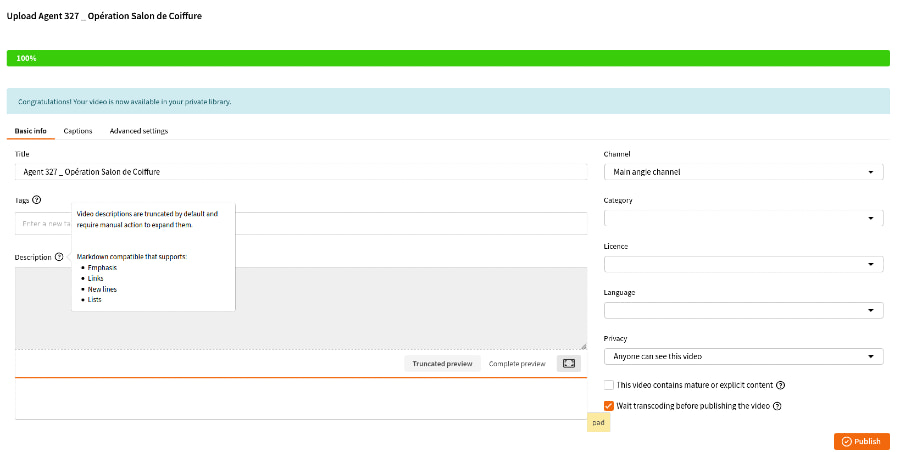 Upload Agent 327 _ Opération Salon de Coiffure
100%
Congratulations! Your video is now available in your private library.
Basic info Captions Advanced settings
Title
Agent 327 _ Opération Salon de Coiffure
Tags
Enter a new ta
Video descriptions are truncated by default and
require manual action to expand them.
Markdown compatible that supports:
Emphasis
Links
New lines
Lists
Description
Truncated preview Complete preview
Channel
Main angle channel
Category
Licence
Language
Privacy
Anyone can see this video
This video contains mature or explicit content
Wait transcoding before publishing the video
pad
Publish